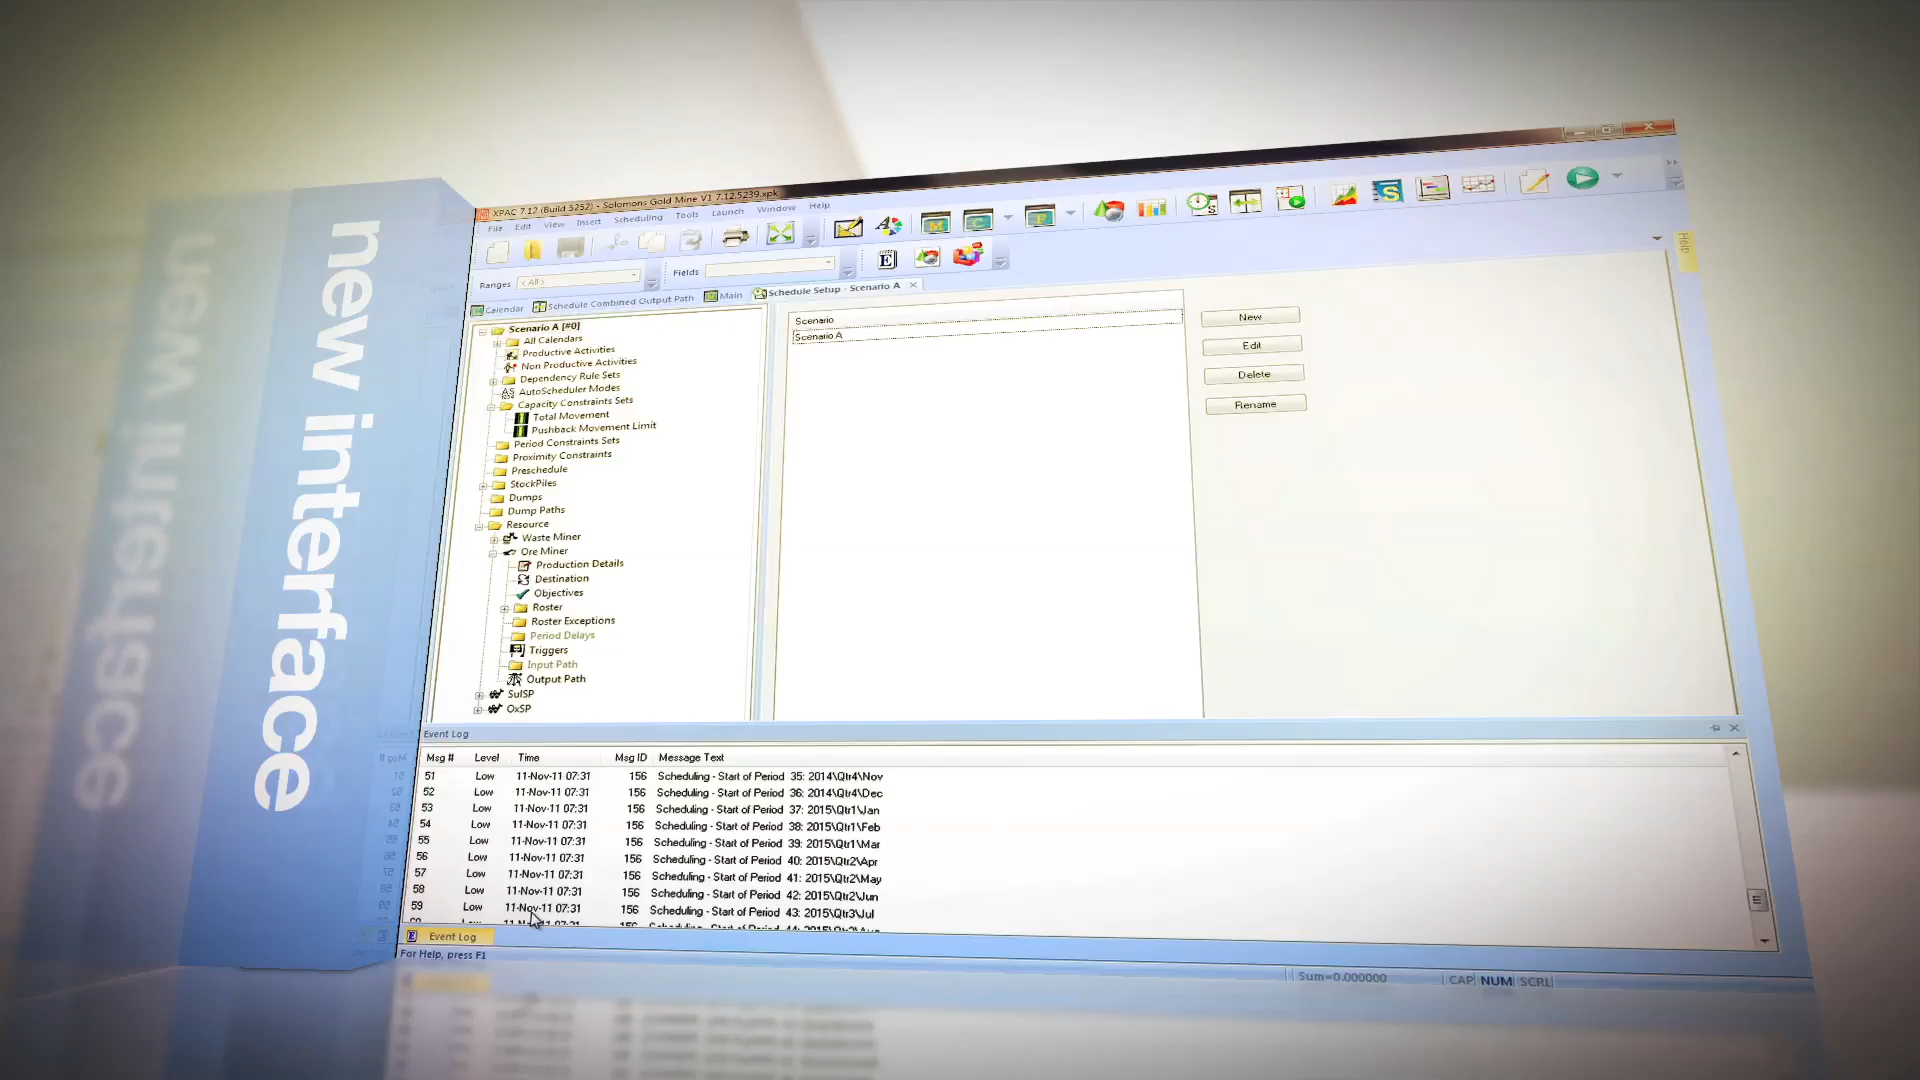 new interface
XPAC 7.12 (Build 5252) - Solomons Gold Mine V1 7.12.5239.xpk
File Edit View Insert Scheduling Tools Launch Window Help
Ranges <All> Fields
Help
Calendar Schedule Combined Output Path Main Schedule Setup - Scenario A
Scenario A [#0]
All Calendars
Productive Activities
Non Productive Activities
Dependency Rule Sets
AutoScheduler Modes
Capacity Constraints Sets
Total Movement
Pushback Movement Limit
Period Constraints Sets
Proximity Constraints
Preschedule
StockPiles
Dumps
Dump Paths
Resource
Waste Miner
Ore Miner
Production Details
Destination
Objectives
Roster
Roster Exceptions
Period Delays
Triggers
Input Path
Output Path
SulSP
OxSP
Scenario
Scenario A
New
Edit
Delete
Rename
Event Log
Msg # Level Time Msg ID Message Text
51 Low 11-Nov-11 07:31 156 Scheduling - Start of Period 35: 2014\Qtr4\Nov
52 Low 11-Nov-11 07:31 156 Scheduling - Start of Period 36: 2014\Qtr4\Dec
53 Low 11-Nov-11 07:31 156 Scheduling - Start of Period 37: 2015\Qtr1\Jan
54 Low 11-Nov-11 07:31 156 Scheduling - Start of Period 38: 2015\Qtr1\Feb
55 Low 11-Nov-11 07:31 156 Scheduling - Start of Period 39: 2015\Qtr1\Mar
56 Low 11-Nov-11 07:31 156 Scheduling - Start of Period 40: 2015\Qtr2\Apr
57 Low 11-Nov-11 07:31 156 Scheduling - Start of Period 41: 2015\Qtr2\May
58 Low 11-Nov-11 07:31 156 Scheduling - Start of Period 42: 2015\Qtr2\Jun
59 Low 11-Nov-11 07:31 156 Scheduling - Start of Period 43: 2015\Qtr3\Jul
Event Log
For Help, press F1
Sum=0.000000 CAP NUM SCRL